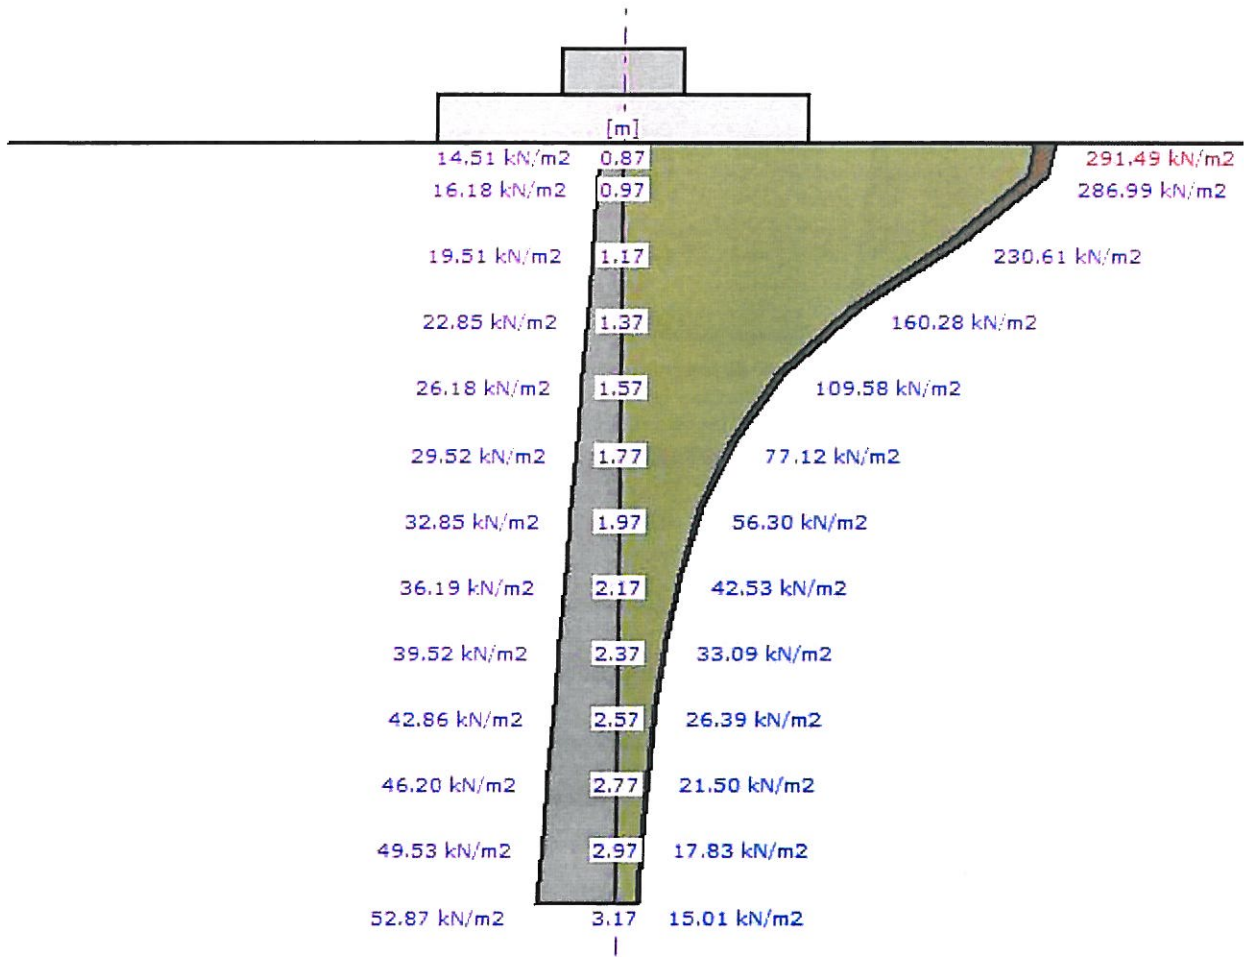 [m]
14.51 kN/m2 0.87 291.49 kN/m2
16.18 kN/m2 0.97 286.99 kN/m2
19.51 kN/m2 1.17 230.61 kN/m2
22.85 kN/m2 1.37 160.28 kN/m2
26.18 kN/m2 1.57 109.58 kN/m2
29.52 kN/m2 1.77 77.12 kN/m2
32.85 kN/m2 1.97 56.30 kN/m2
36.19 kN/m2 2.17 42.53 kN/m2
39.52 kN/m2 2.37 33.09 kN/m2
42.86 kN/m2 2.57 26.39 kN/m2
46.20 kN/m2 2.77 21.50 kN/m2
49.53 kN/m2 2.97 17.83 kN/m2
52.87 kN/m2 3.17 15.01 kN/m2